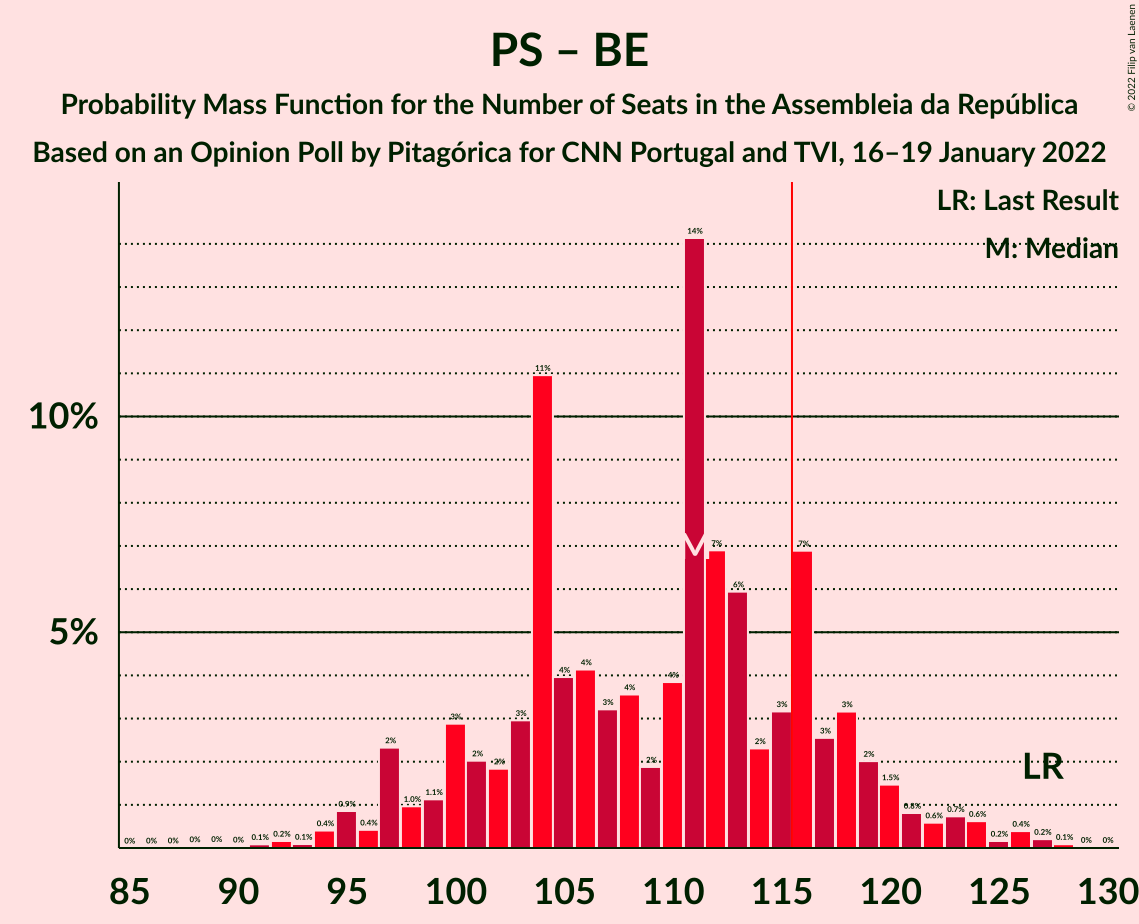 PS – BE
Probability Mass Function for the Number of Seats in the Assembleia da República
Based on an Opinion Poll by Pitagórica for CNN Portugal and TVI, 16–19 January 2022
© 2022 Filip van Laenen
LR: Last Result
M: Median
10%
5%
0% 0% 0% 0% 0% 0% 0.1% 0.2% 0.1% 0.4% 0.9% 0.4% 2% 1.0% 1.1% 3% 2% 2% 3% 11% 4% 4% 3% 4% 2% 4% 14% 7% 6% 2% 3% 7% 3% 3% 2% 1.5% 0.8% 0.6% 0.7% 0.6% 0.2% 0.4% 0.2% 0.1% 0% 0%
M
LR
85 90 95 100 105 110 115 120 125 130